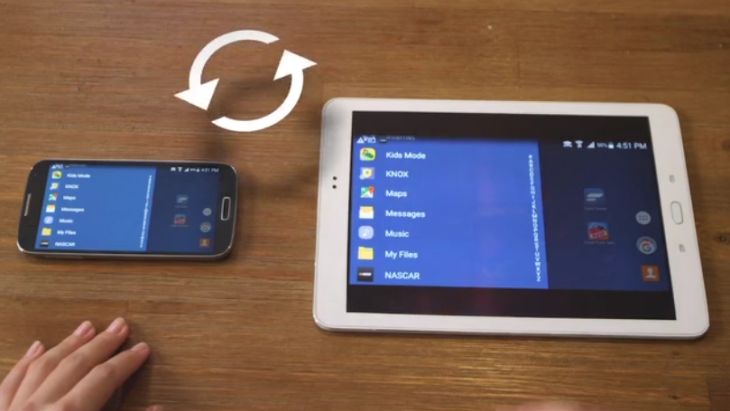 Kids Mode
KNOX
Maps
Messages
Music
My Files
NASCAR
4:51 PM
Kids Mode
KNOX
Maps
Messages
Music
My Files
NASCAR
4:51 PM